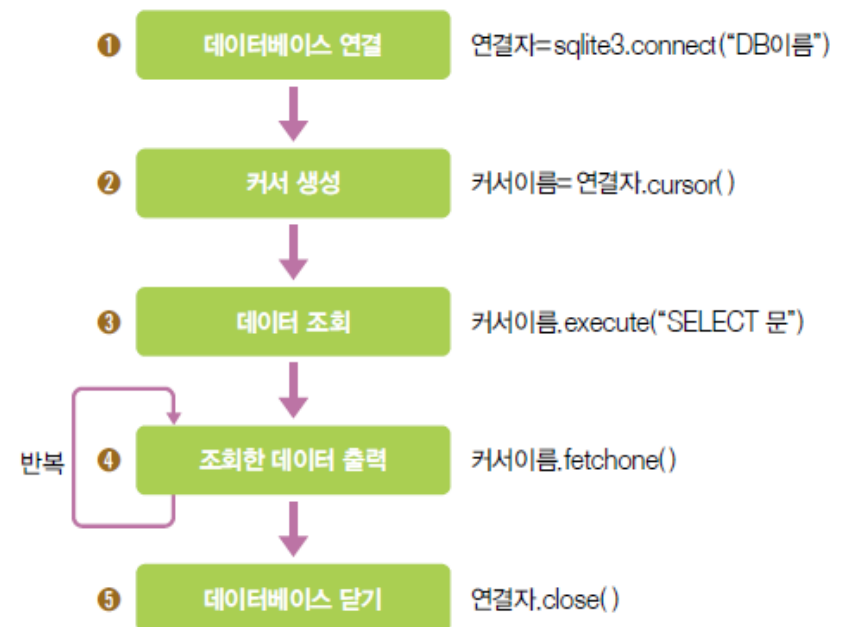 ❶ 데이터베이스 연결 연결자=sqlite3.connect(“DB이름”)
❷ 커서 생성 커서이름=연결자.cursor( )
❸ 데이터 조회 커서이름.execute(“SELECT 문”)
반복 ❹ 조회한 데이터 출력 커서이름.fetchone( )
❺ 데이터베이스 닫기 연결자.close( )